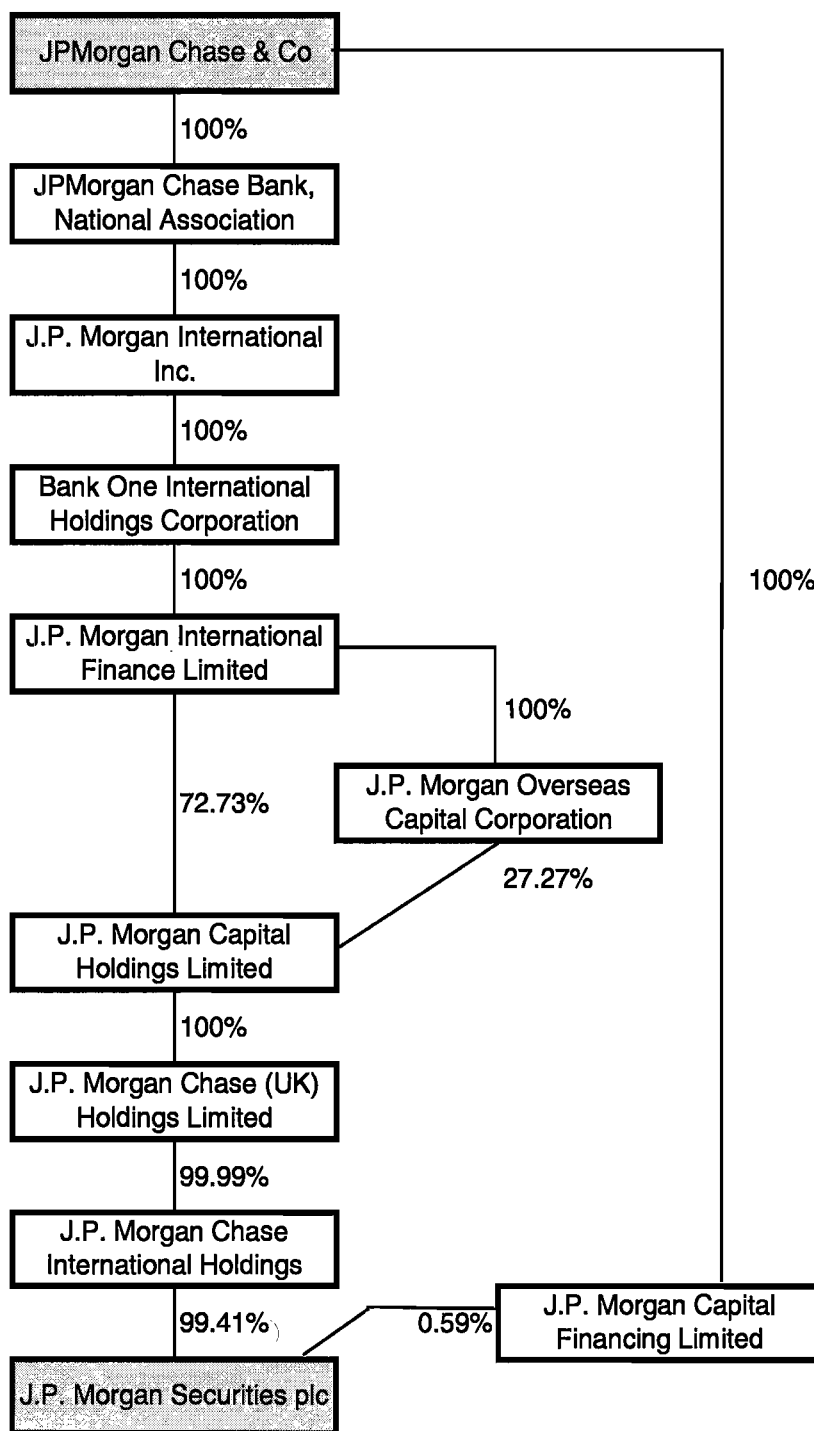 JPMorgan Chase & Co
100%
JPMorgan Chase Bank,
National Association
100%
J.P. Morgan International
Inc.
100%
Bank One International
Holdings Corporation
100%
100%
J.P. Morgan International
Finance Limited
100%
72.73%
J.P. Morgan Overseas
Capital Corporation
27.27%
J.P. Morgan Capital
Holdings Limited
100%
J.P. Morgan Chase (UK)
Holdings Limited
99.99%
J.P. Morgan Chase
International Holdings
99.41%
0.59%
J.P. Morgan Capital
Financing Limited
J.P. Morgan Securities plc